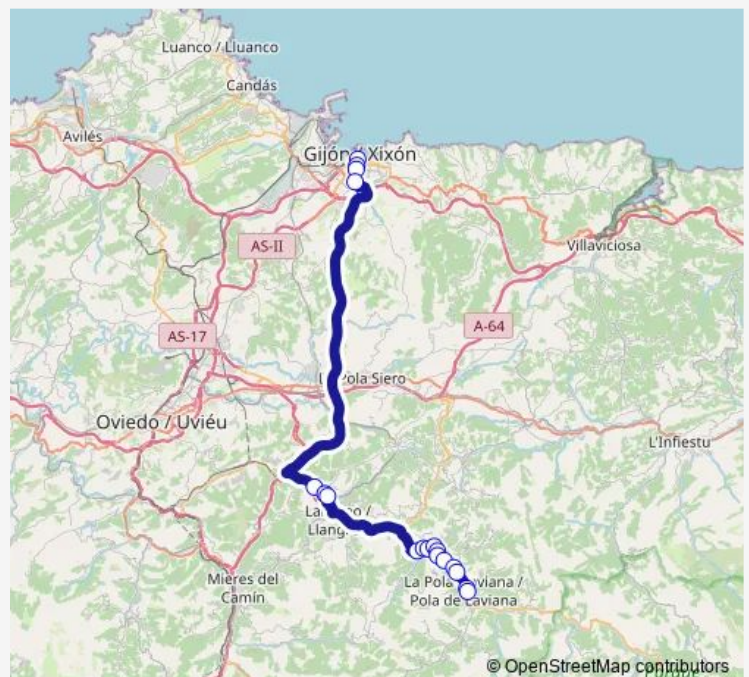 Luanco / Lluanco
Candás
Avilés
Gijón / Xixón
AS-II
Villaviciosa
AS-17
A-64
La Pola Siero
Oviedo / Uviéu
L'Infiestu
/
Llang
Mieres del
Camín
La Pola Laviana /
Pola de Laviana
© OpenStreetMap contributors